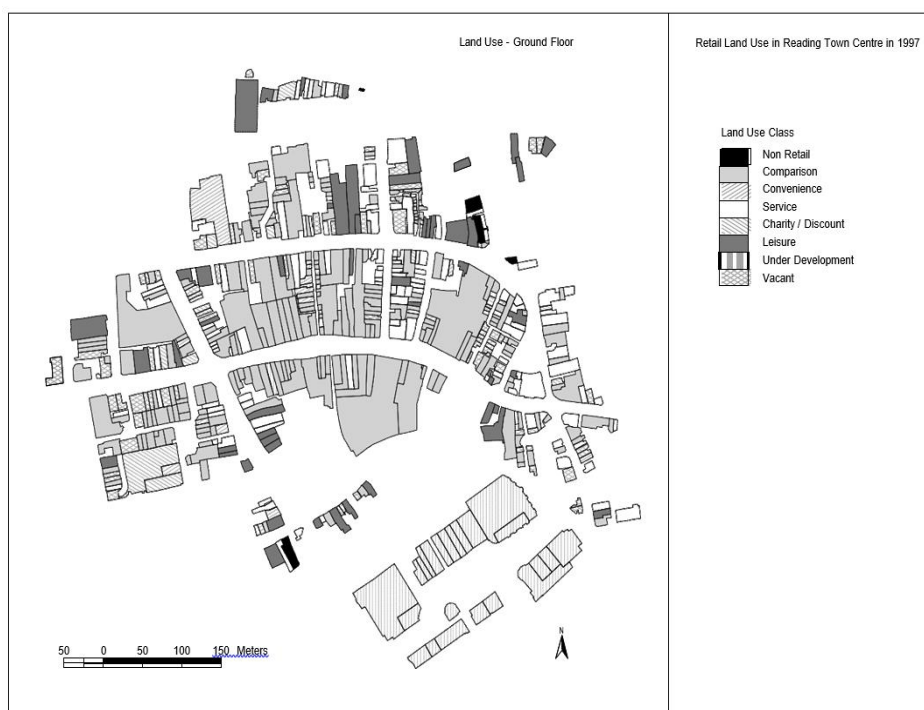 Land Use - Ground Floor
Retail Land Use in Reading Town Centre in 1997
Land Use Class
Non Retail
Comparison
Convenience
Service
Charity / Discount
Leisure
Under Development
Vacant
50 0 50 100 150 Meters
N